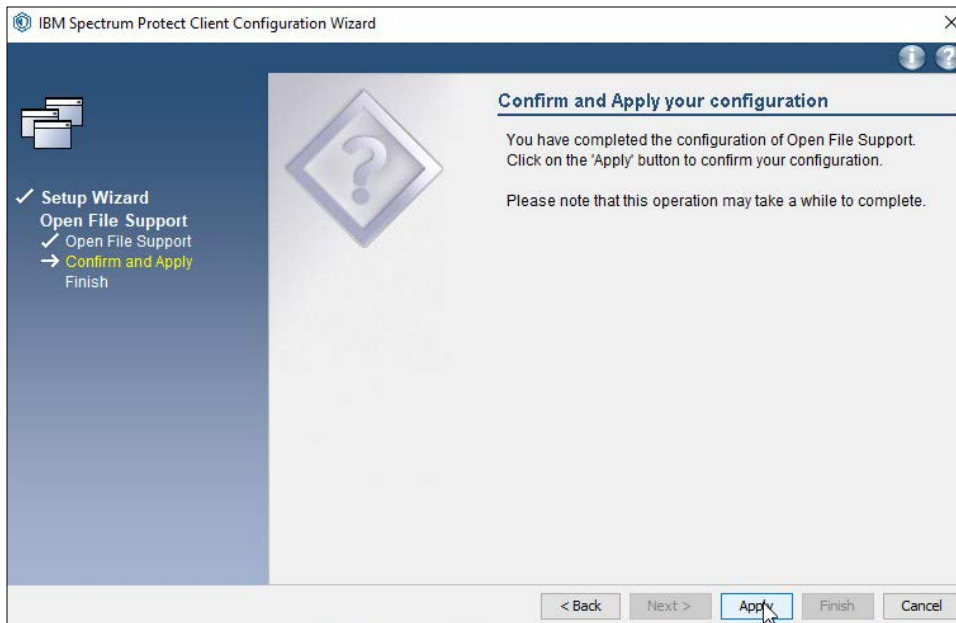 IBM Spectrum Protect Client Configuration Wizard
Setup Wizard
Open File Support
Open File Support
Confirm and Apply
Finish
Confirm and Apply your configuration
You have completed the configuration of Open File Support.
Click on the 'Apply' button to confirm your configuration.
Please note that this operation may take a while to complete.
< Back
Next >
Apply
Finish
Cancel